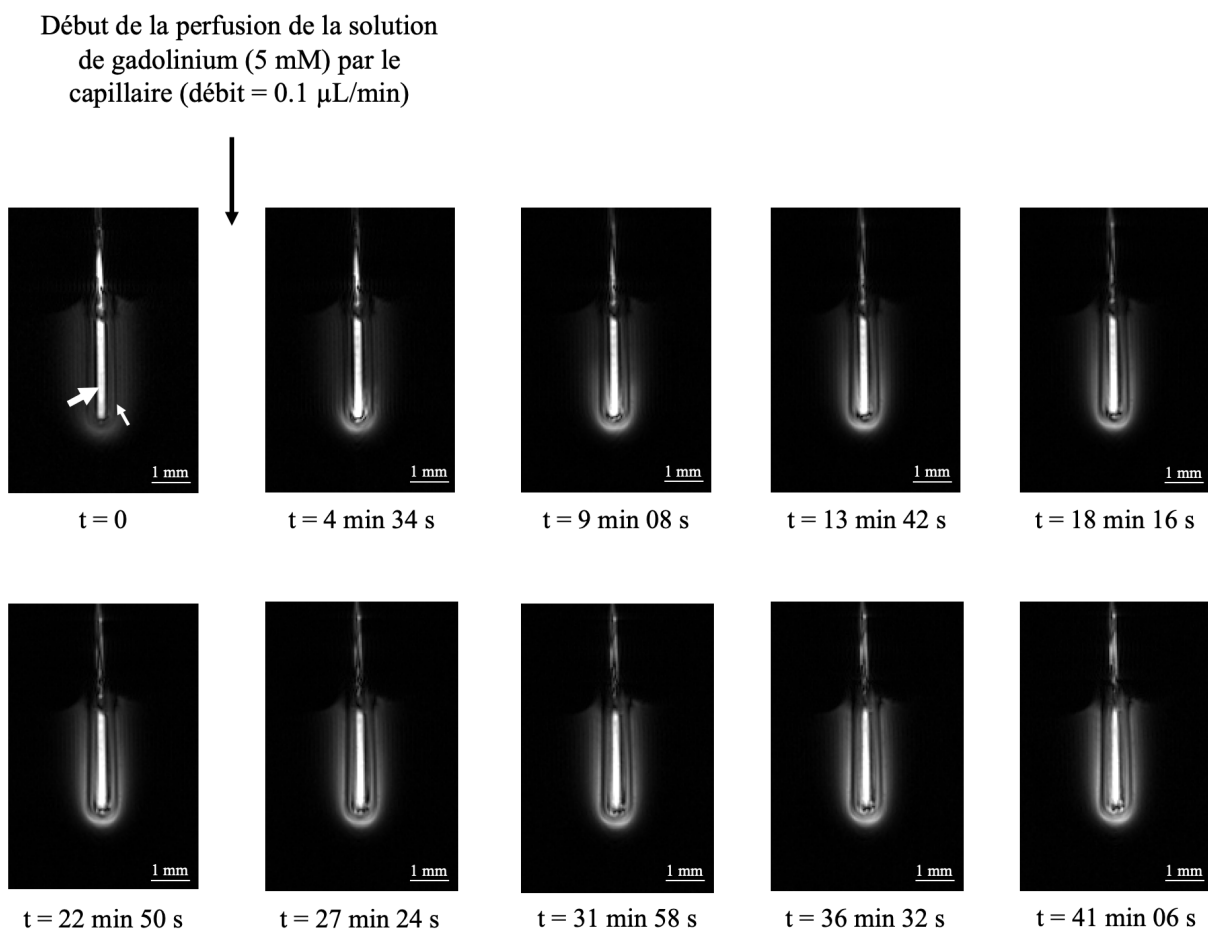 Début de la perfusion de la solution
de gadolinium (5 mM) par le
capillaire (débit = 0.1 µL/min)
1 mm
1 mm
1 mm
1 mm
1 mm
t = 0
t = 4 min 34 s
t = 9 min 08 s
t = 13 min 42 s
t = 18 min 16 s
1 mm
1 mm
1 mm
1 mm
1 mm
t = 22 min 50 s
t = 27 min 24 s
t = 31 min 58 s
t = 36 min 32 s
t = 41 min 06 s